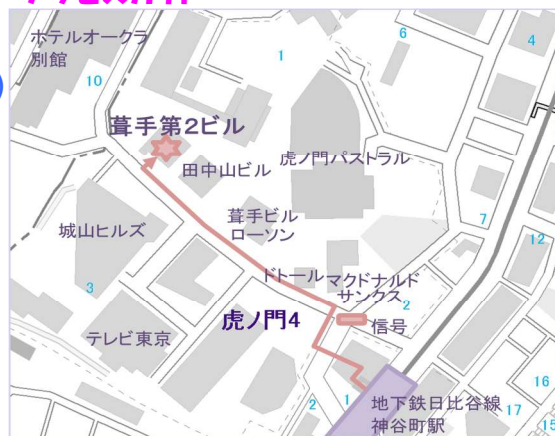 ホテルオークラ
別館
10
1
6
4
葺手第2ビル
田中山ビル
虎ノ門パストラル
7
城山ヒルズ
葺手ビル
ローソン
12
3
ドトール
マクドナルド
サンクス
2
虎ノ門4
信号
テレビ東京
2
1
地下鉄日比谷線
神谷町駅
16
17
15